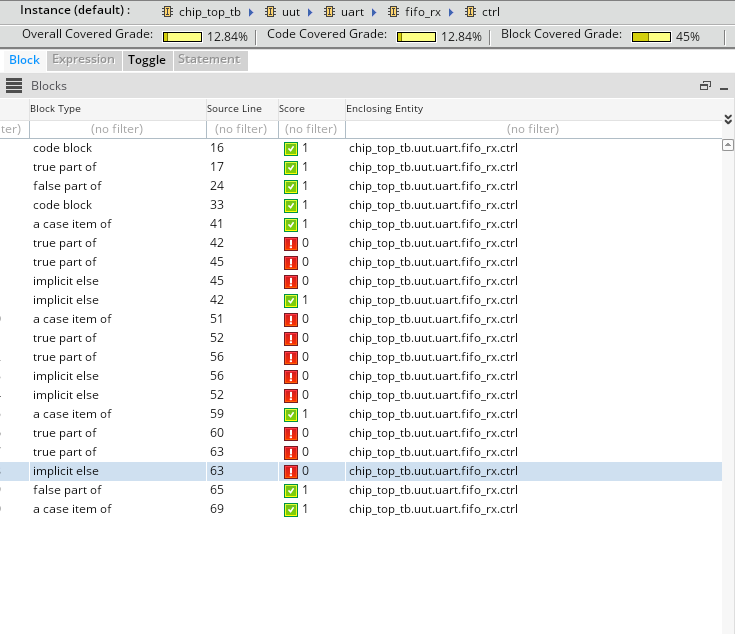 Instance (default) : chip_top_tb uut uart fifo_rx ctrl
Overall Covered Grade: 12.84% Code Covered Grade: 12.84% Block Covered Grade: 45%
Block Expression Toggle Statement
Blocks
Block Type Source Line Score Enclosing Entity
ter) (no filter) (no filter) (no filter) (no filter)
code block 16 1 chip_top_tb.uut.uart.fifo_rx.ctrl
true part of 17 1 chip_top_tb.uut.uart.fifo_rx.ctrl
false part of 24 1 chip_top_tb.uut.uart.fifo_rx.ctrl
code block 33 1 chip_top_tb.uut.uart.fifo_rx.ctrl
a case item of 41 1 chip_top_tb.uut.uart.fifo_rx.ctrl
true part of 42 0 chip_top_tb.uut.uart.fifo_rx.ctrl
true part of 45 0 chip_top_tb.uut.uart.fifo_rx.ctrl
implicit else 45 0 chip_top_tb.uut.uart.fifo_rx.ctrl
implicit else 42 1 chip_top_tb.uut.uart.fifo_rx.ctrl
a case item of 51 0 chip_top_tb.uut.uart.fifo_rx.ctrl
true part of 52 0 chip_top_tb.uut.uart.fifo_rx.ctrl
true part of 56 0 chip_top_tb.uut.uart.fifo_rx.ctrl
implicit else 56 0 chip_top_tb.uut.uart.fifo_rx.ctrl
implicit else 52 0 chip_top_tb.uut.uart.fifo_rx.ctrl
a case item of 59 1 chip_top_tb.uut.uart.fifo_rx.ctrl
true part of 60 0 chip_top_tb.uut.uart.fifo_rx.ctrl
true part of 63 0 chip_top_tb.uut.uart.fifo_rx.ctrl
implicit else 63 0 chip_top_tb.uut.uart.fifo_rx.ctrl
false part of 65 1 chip_top_tb.uut.uart.fifo_rx.ctrl
a case item of 69 1 chip_top_tb.uut.uart.fifo_rx.ctrl